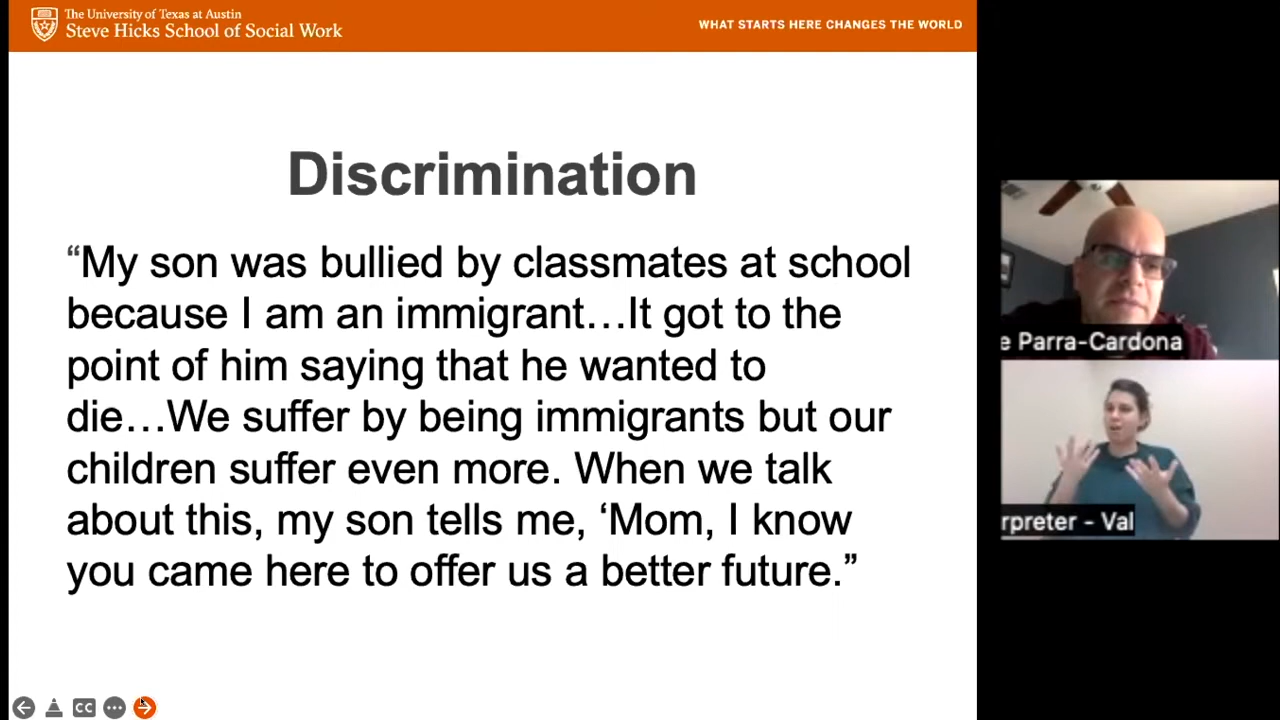 The University of Texas at Austin
Steve Hicks School of Social Work
WHAT STARTS HERE CHANGES THE WORLD
Discrimination
“My son was bullied by classmates at school
because I am an immigrant…It got to the
point of him saying that he wanted to
die…We suffer by being immigrants but our
children suffer even more. When we talk
about this, my son tells me, ‘Mom, I know
you came here to offer us a better future.”
e Parra-Cardona
rpreter - Val
CC